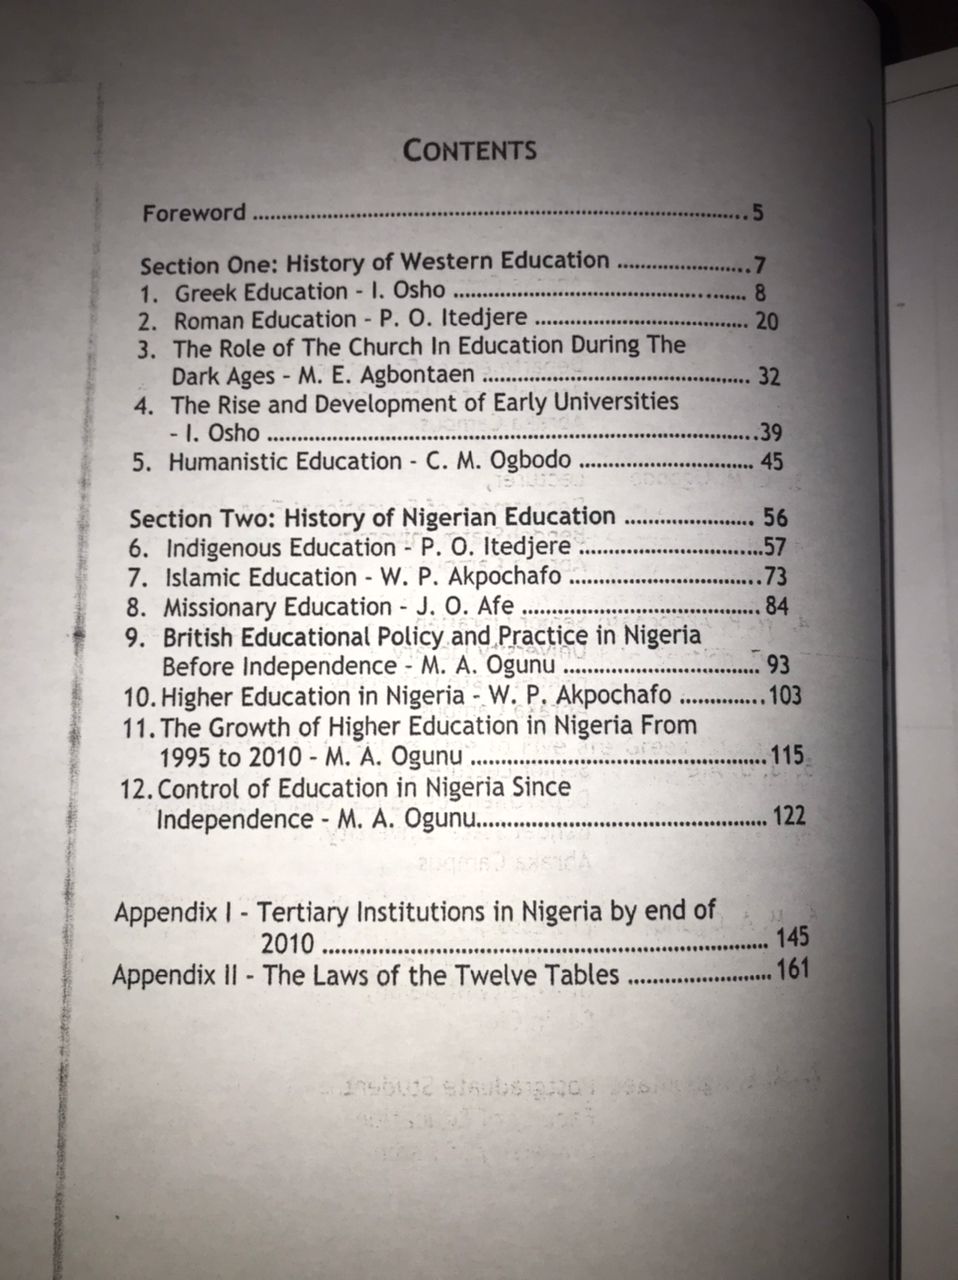 CONTENTS
Foreword ........................................................................................ 5
Section One: History of Western Education ........................7
1. Greek Education - I. Osho .................................................... 8
2. Roman Education - P. O. Itedjere ..................................... 20
3. The Role of The Church In Education During The
Dark Ages - M. E. Agbontaen .............................................. 32
4. The Rise and Development of Early Universities
- I. Osho ......................................................................................39
5. Humanistic Education - C. M. Ogbodo ............................. 45
Section Two: History of Nigerian Education ...................... 56
6. Indigenous Education - P. O. Itedjere ...............................57
7. Islamic Education - W. P. Akpochafo .................................73
8. Missionary Education - J. O. Afe ........................................ 84
9. British Educational Policy and Practice in Nigeria
Before Independence - M. A. Ogunu ................................. 93
10. Higher Education in Nigeria - W. P. Akpochafo ..............103
11. The Growth of Higher Education in Nigeria From
1995 to 2010 - M. A. Ogunu ..................................................115
12. Control of Education in Nigeria Since
Independence - M. A. Ogunu................................................ 122
Appendix I - Tertiary Institutions in Nigeria by end of
2010 .......................................................................... 145
Appendix II - The Laws of the Twelve Tables ........................ 161